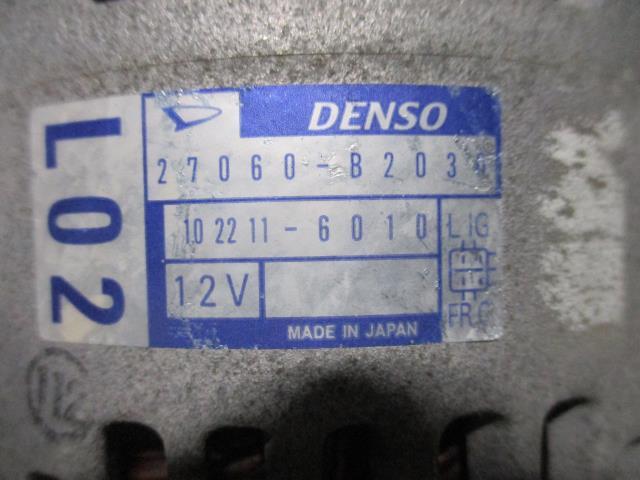 L02
DENSO
27060-B203
102211-6010
L IG
12V
FR C
MADE IN JAPAN